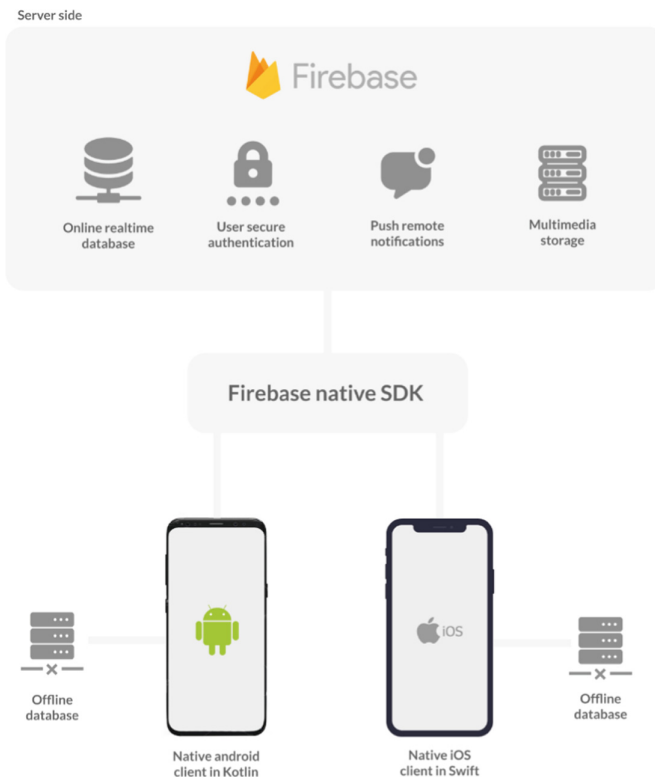 Server side
Firebase
Online realtime
database
User secure
authentication
Push remote
notifications
Multimedia
storage
Firebase native SDK
iOS
Offline
database
Native android
client in Kotlin
Native iOS
client in Swift
Offline
database